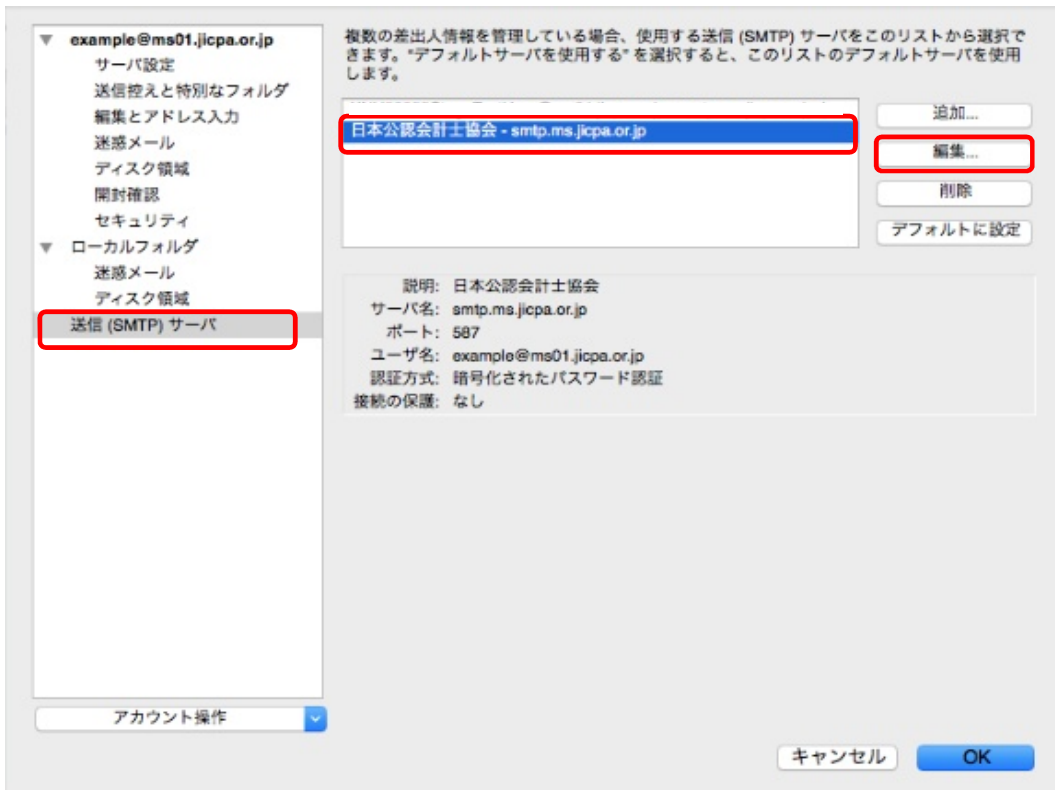 example@ms01.jicpa.or.jp
サーバ設定
送信控えと特別なフォルダ
編集とアドレス入力
迷惑メール
ディスク領域
開封確認
セキュリティ
ローカルフォルダ
迷惑メール
ディスク領域
送信 (SMTP) サーバ
アカウント操作
複数の差出人情報を管理している場合、使用する送信 (SMTP) サーバをこのリストから選択で
きます。"デフォルトサーバを使用する" を選択すると、このリストのデフォルトサーバを使用
します。
日本公認会計士協会 - smtp.ms.jicpa.or.jp
追加...
編集...
削除
デフォルトに設定
説明: 日本公認会計士協会
サーバ名: smtp.ms.jicpa.or.jp
ポート: 587
ユーザ名: example@ms01.jicpa.or.jp
認証方式: 暗号化されたパスワード認証
接続の保護: なし
キャンセル
OK